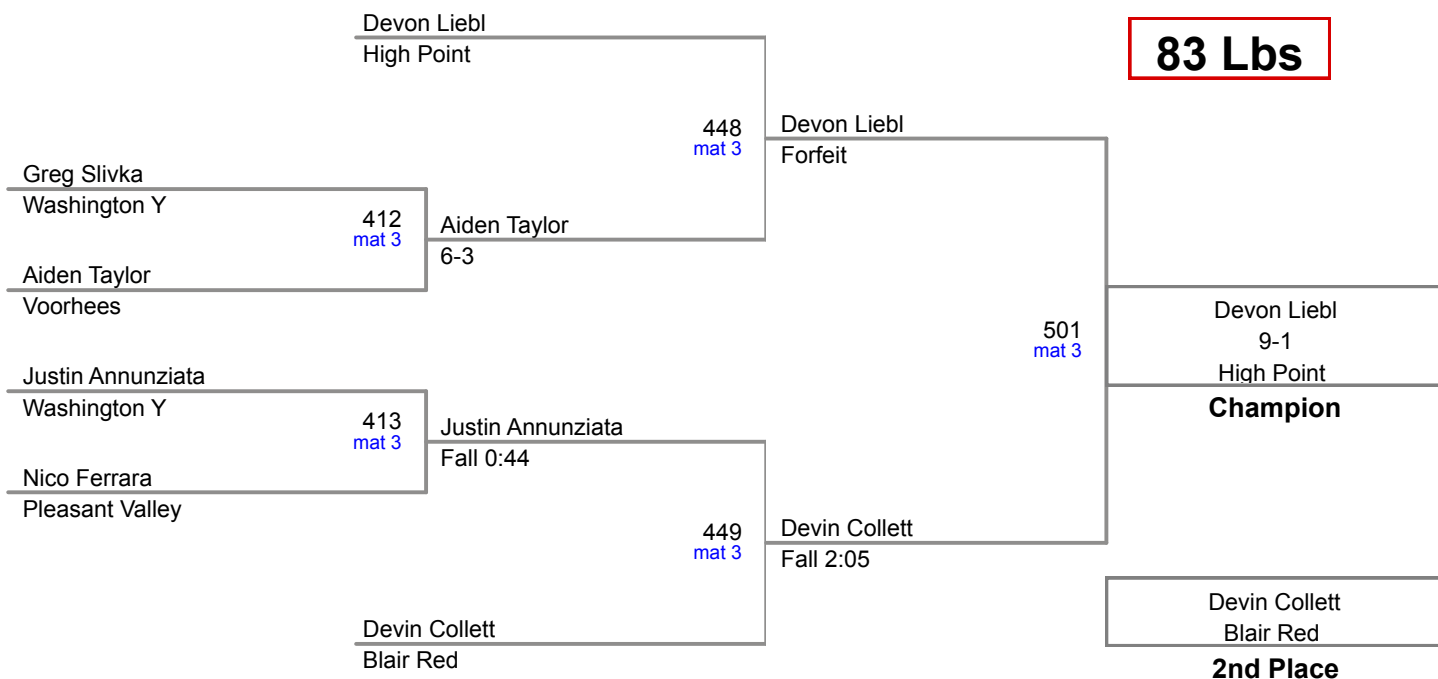 Devon Liebl
High Point
83 Lbs
448
mat 3
Devon Liebl
Forfeit
Greg Slivka
Washington Y
412
mat 3
Aiden Taylor
6-3
Aiden Taylor
Voorhees
501
mat 3
Devon Liebl
9-1
High Point
Champion
Justin Annunziata
Washington Y
413
mat 3
Justin Annunziata
Fall 0:44
Nico Ferrara
Pleasant Valley
449
mat 3
Devin Collett
Fall 2:05
Devin Collett
Blair Red
Devin Collett
Blair Red
2nd Place